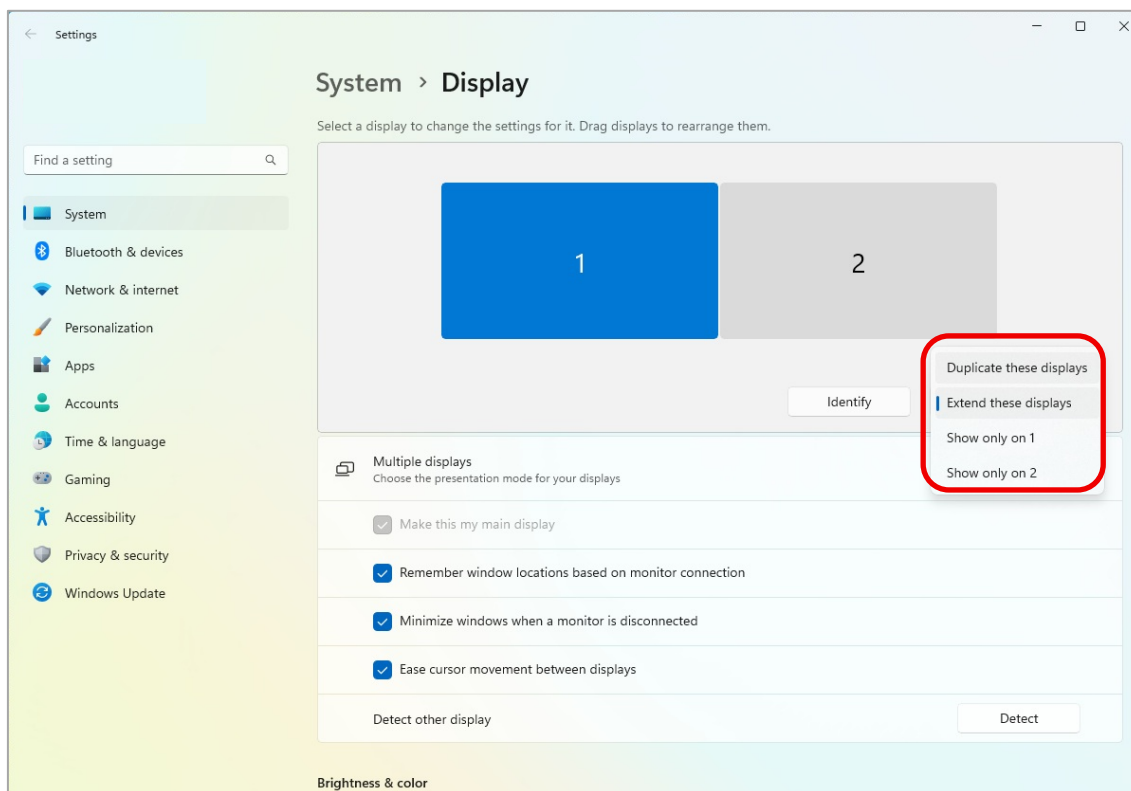 Settings
System > Display
Select a display to change the settings for it. Drag displays to rearrange them.
Find a setting
System
Bluetooth & devices
Network & internet
Personalization
Apps
Accounts
Time & language
Gaming
Accessibility
Privacy & security
Windows Update
1
2
Identify
Duplicate these displays
Extend these displays
Show only on 1
Show only on 2
Multiple displays
Choose the presentation mode for your displays
Make this my main display
Remember window locations based on monitor connection
Minimize windows when a monitor is disconnected
Ease cursor movement between displays
Detect other display
Detect
Brightness & color